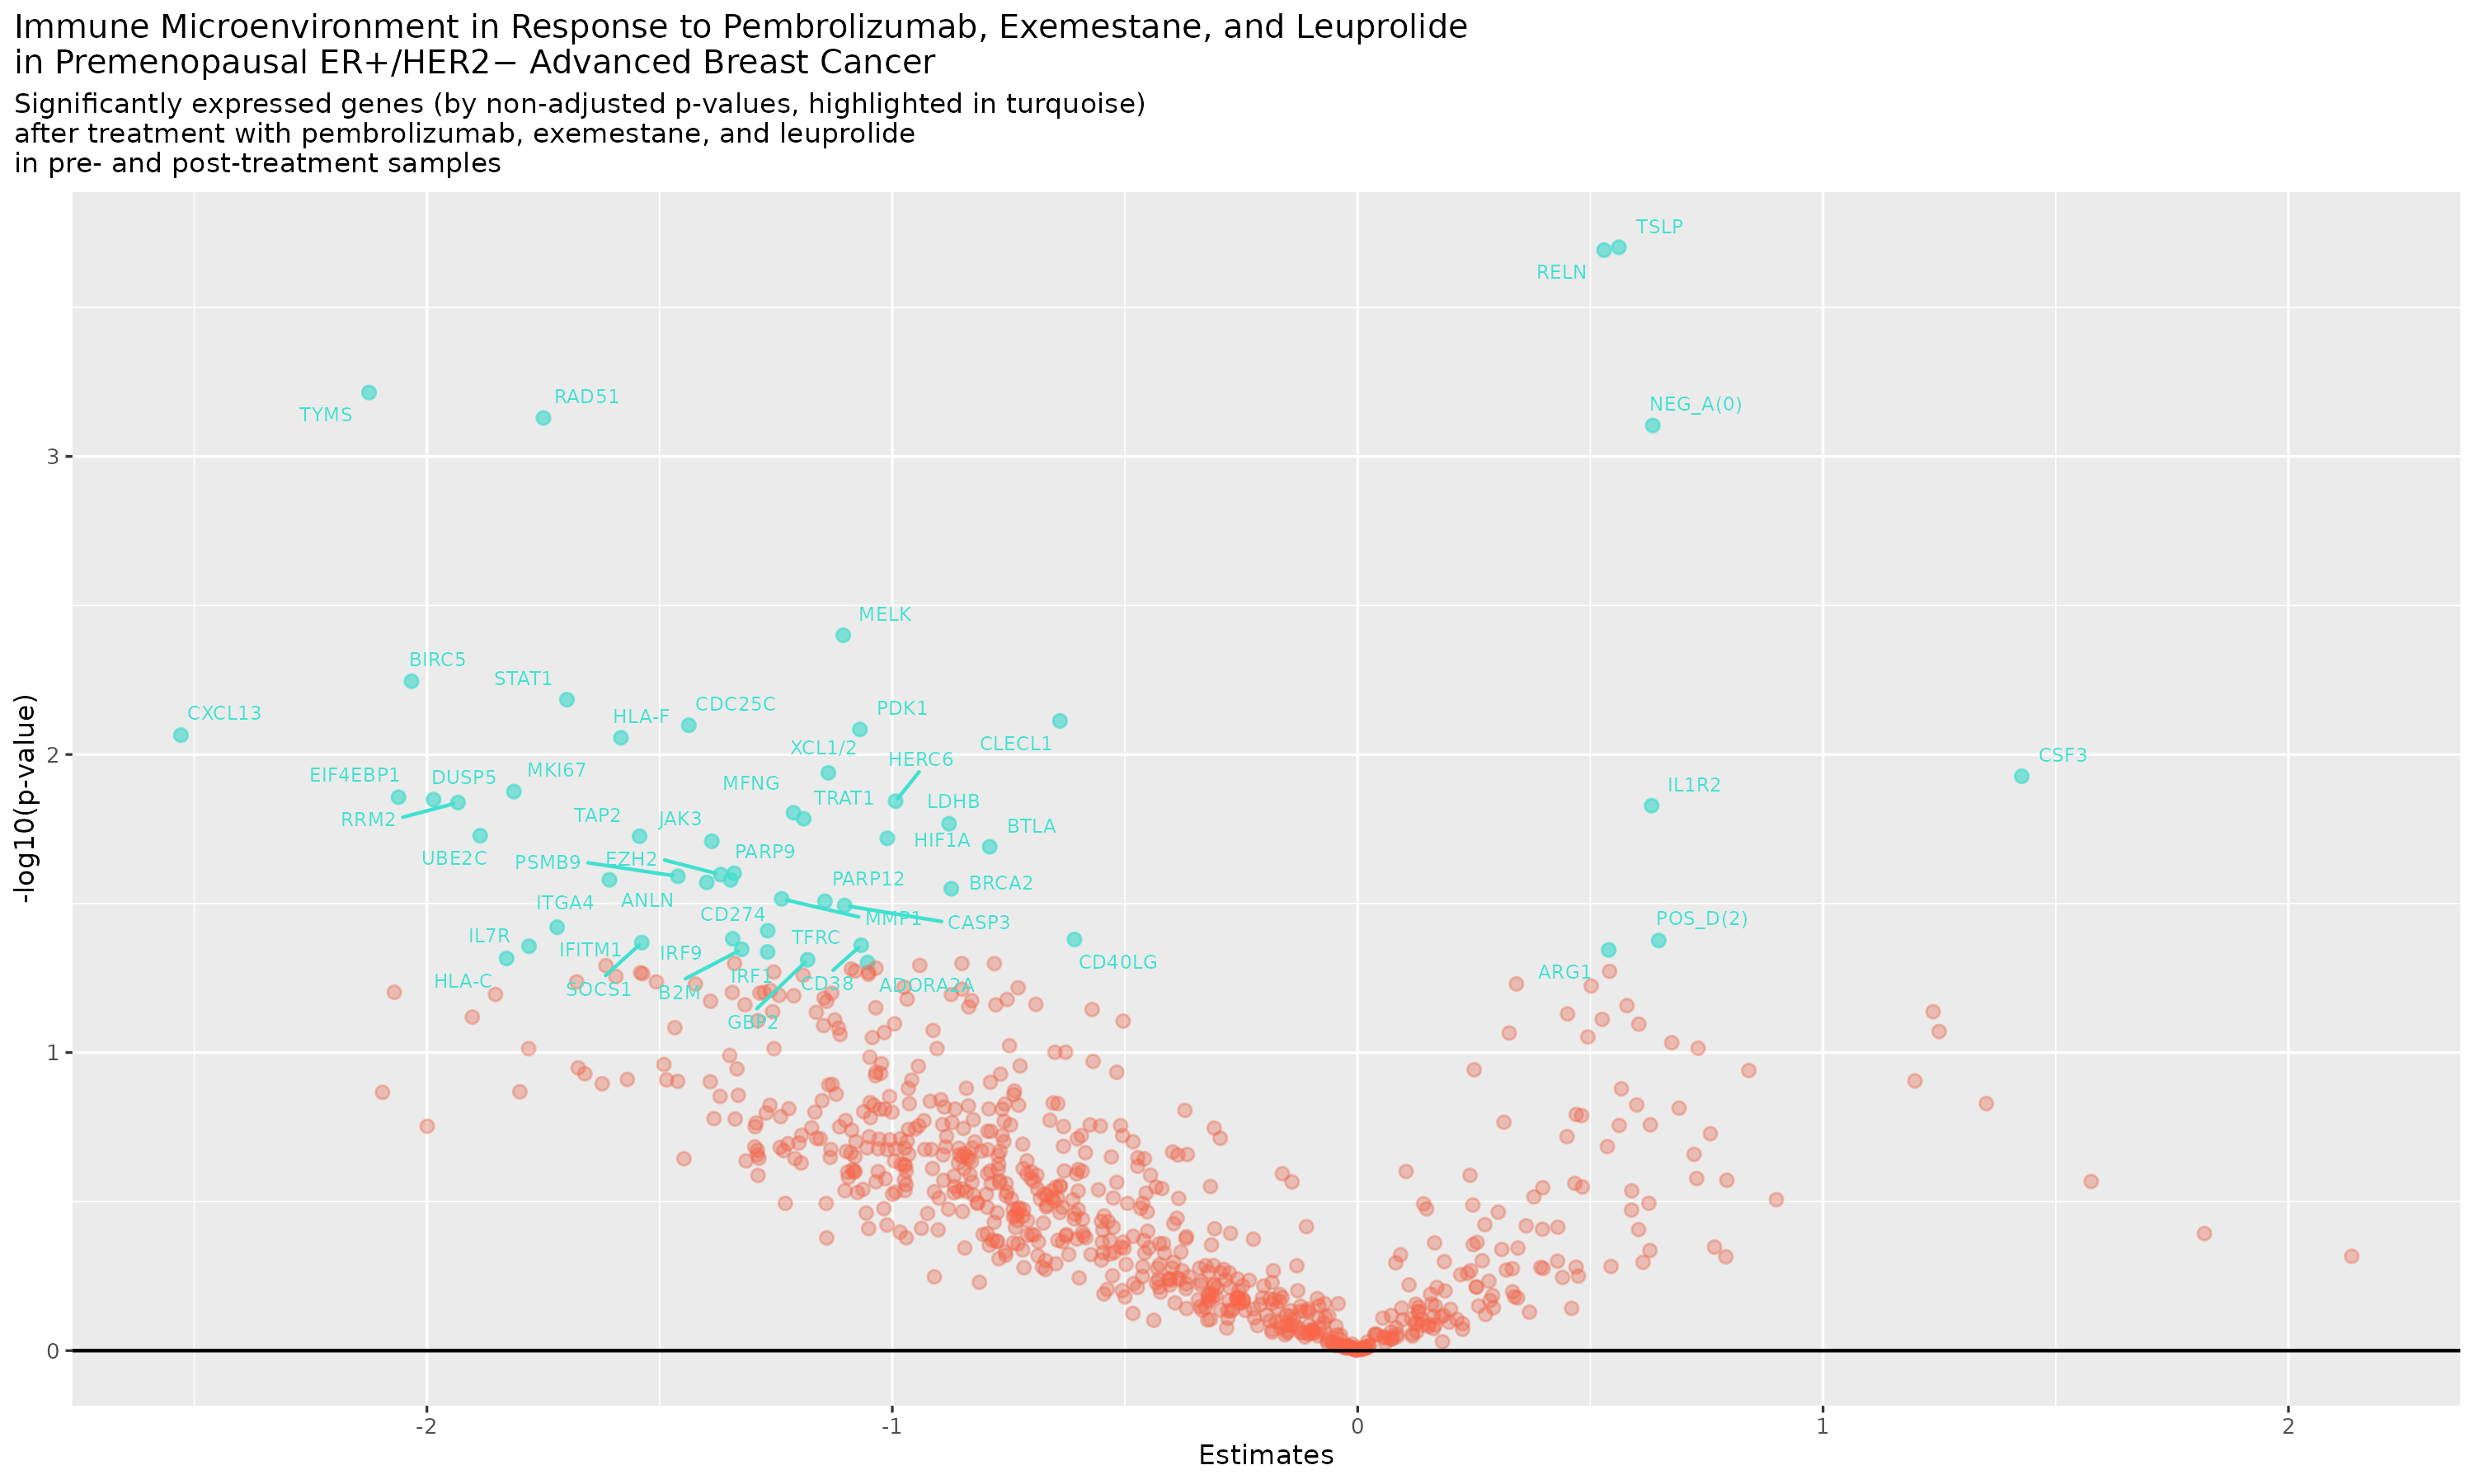 Immune Microenvironment in Response to Pembrolizumab, Exemestane, and Leuprolide
in Premenopausal ER+/HER2− Advanced Breast Cancer
Significantly expressed genes (by non-adjusted p-values, highlighted in turquoise)
after treatment with pembrolizumab, exemestane, and leuprolide
in pre- and post-treatment samples
TSLP
RELN
RAD51
TYMS
NEG_A(0)
3
MELK
BIRC5
STAT1
CDC25C
PDK1
CXCL13
HLA-F
CLECL1
XCL1/2
2
CSF3
HERC6
MKI67
EIF4EBP1
DUSP5
MFNG
IL1R2
TRAT1
LDHB
TAP2
RRM2
JAK3
BTLA
HIF1A
PARP9
UBE2C
PSMB9
EZH2
PARP12
BRCA2
ITGA4
ANLN
CD274
MMP1
CASP3
POS_D(2)
IL7R
TFRC
IFITM1
IRF9
CD40LG
ARG1
IRF1
HLA-C
CD38
ADORA2A
SOCS1
B2M
GBP2
1
0
-log10(p-value)
-2
-1
0
1
2
Estimates